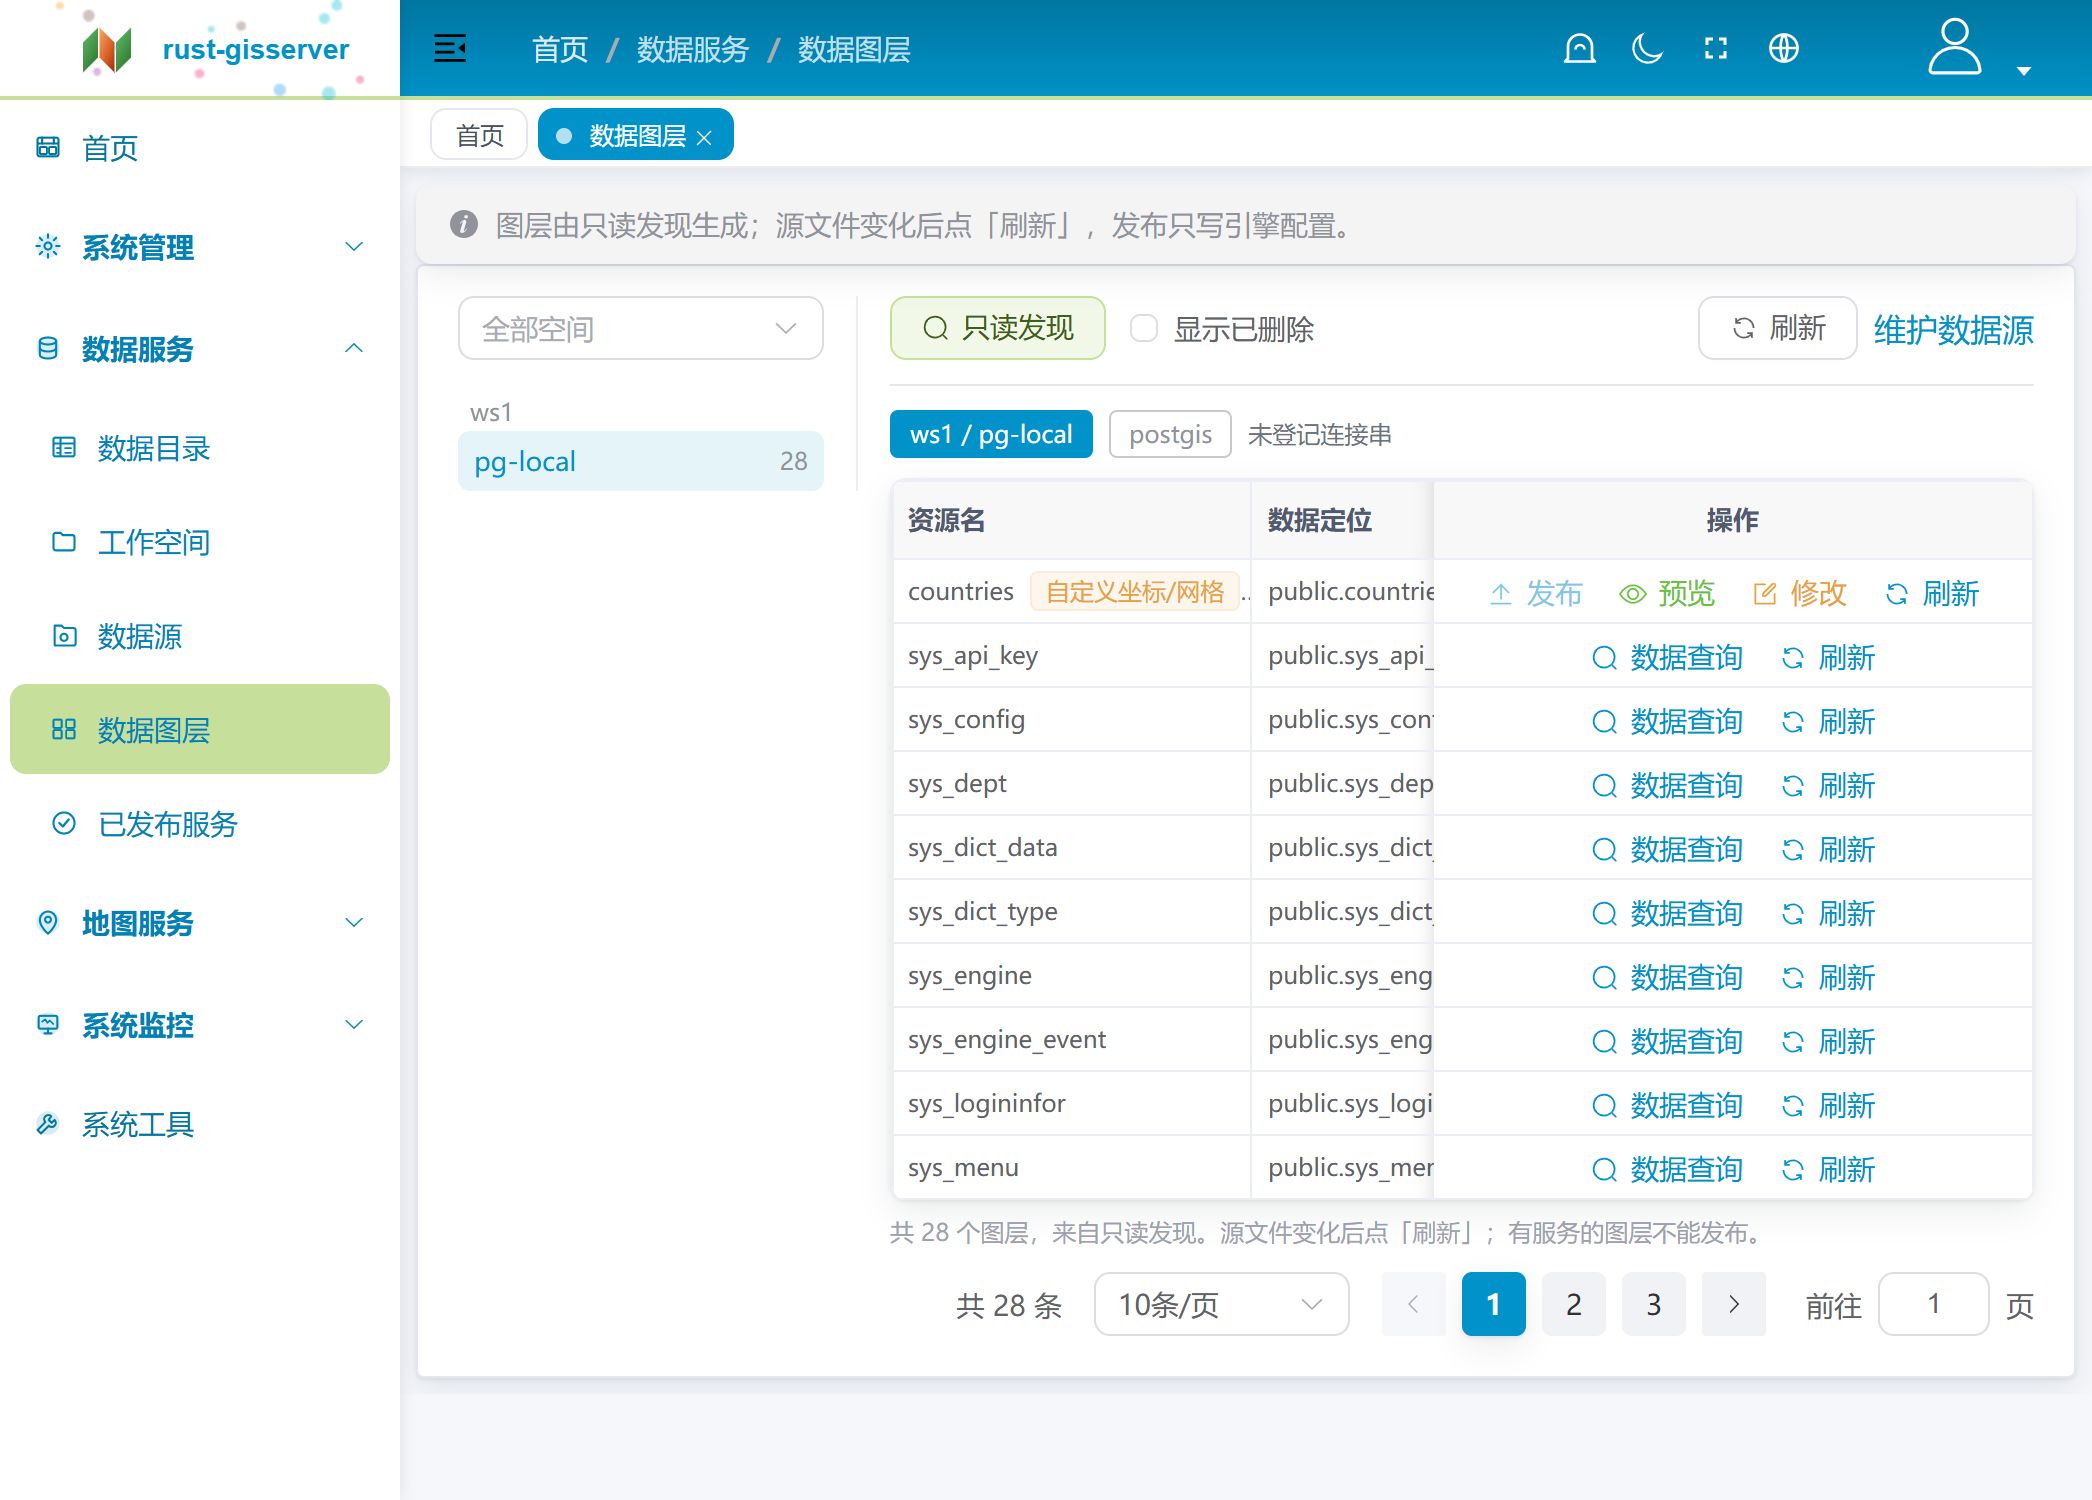 rust-gisserver
首页 / 数据服务 / 数据图层
首页
数据图层
首页
系统管理
数据服务
数据目录
工作空间
数据源
数据图层
已发布服务
地图服务
系统监控
系统工具
图层由只读发现生成；源文件变化后点「刷新」，发布只写引擎配置。
全部空间
ws1
pg-local 28
只读发现 显示已删除 刷新 维护数据源
ws1 / pg-local postgis 未登记连接串
资源名 数据定位 操作
countries 自定义坐标/网格... public.countrie 发布 预览 修改 刷新
sys_api_key public.sys_api_ 数据查询 刷新
sys_config public.sys_con 数据查询 刷新
sys_dept public.sys_dep 数据查询 刷新
sys_dict_data public.sys_dict_ 数据查询 刷新
sys_dict_type public.sys_dict_ 数据查询 刷新
sys_engine public.sys_eng 数据查询 刷新
sys_engine_event public.sys_eng 数据查询 刷新
sys_logininfor public.sys_logi 数据查询 刷新
sys_menu public.sys_me 数据查询 刷新
共 28 个图层，来自只读发现。源文件变化后点「刷新」；有服务的图层不能发布。
共 28 条 10条/页 1 2 3 前往 1 页